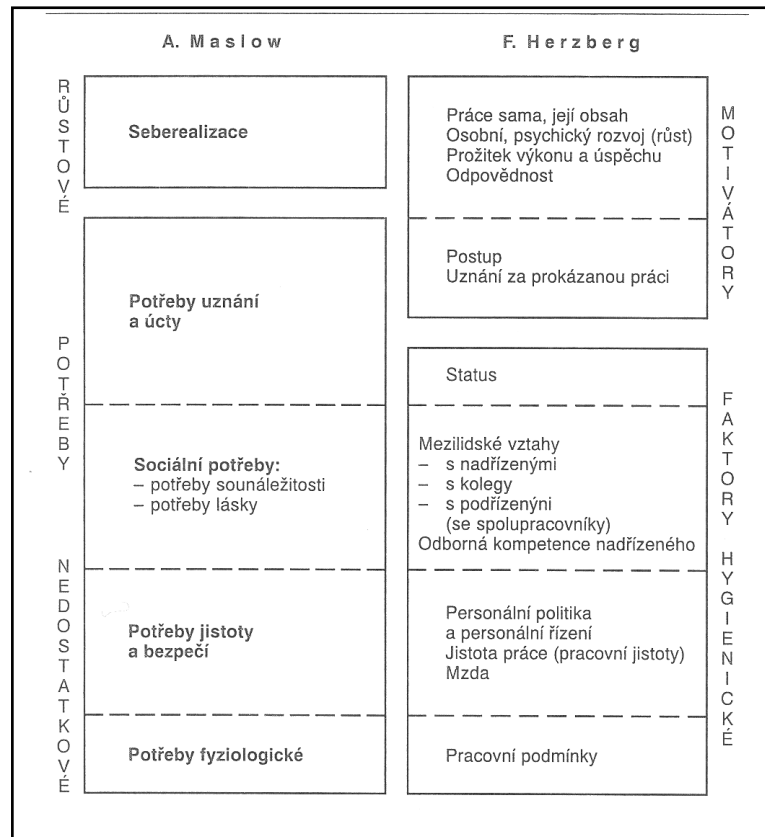 A. Maslow
F. Herzberg
RŮSTOVÉ
Seberealizace
Potřeby uznání
a úcty
POTŘEBY
Sociální potřeby:
– potřeby sounáležitosti
– potřeby lásky
NEDOSTATKOVÉ
Potřeby jistoty
a bezpečí
Potřeby fyziologické
Práce sama, její obsah
Osobní, psychický rozvoj (růst)
Prožitek výkonu a úspěchu
Odpovědnost
Postup
Uznání za prokázanou práci
MOTIVÁTORY
Status
Mezilidské vztahy
– s nadřízenými
– s kolegy
– s podřízenýni
(se spolupracovníky)
Odborná kompetence nadřízeného
Personální politika
a personální řízení
Jistota práce (pracovní jistoty)
Mzda
Pracovní podmínky
FAKTORY HYGIENICKÉ